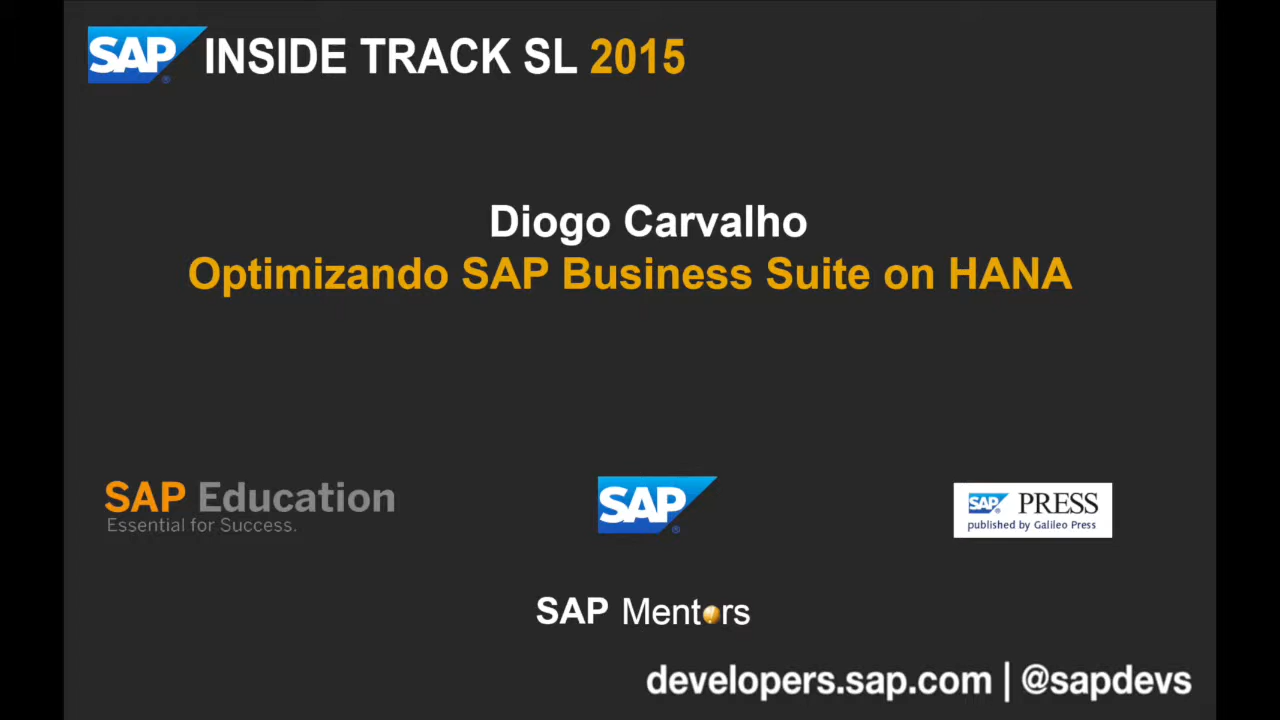 SAP INSIDE TRACK SL 2015
Diogo Carvalho
Optimizando SAP Business Suite on HANA
SAP Education
Essential for Success.
SAP
SAP PRESS
published by Galileo Press
SAP Mentors
developers.sap.com | @sapdevs